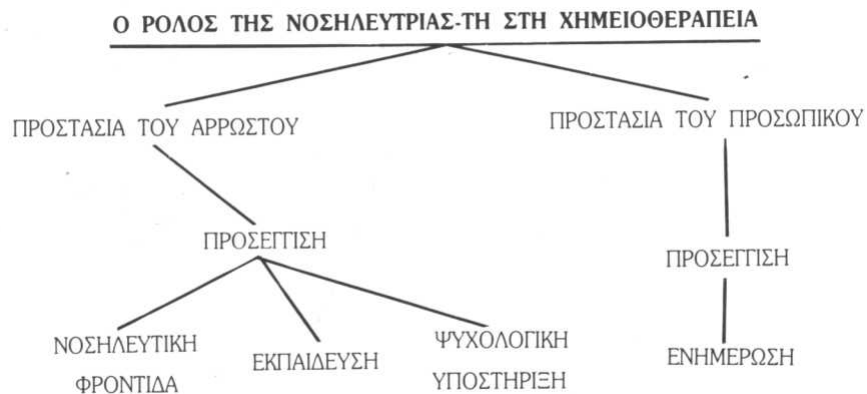 Ο ΡΟΛΟΣ ΤΗΣ ΝΟΣΗΛΕΥΤΡΙΑΣ-ΤΗ ΣΤΗ ΧΗΜΕΙΟΘΕΡΑΠΕΙΑ
ΠΡΟΣΤΑΣΙΑ ΤΟΥ ΑΡΡΩΣΤΟΥ
ΠΡΟΣΤΑΣΙΑ ΤΟΥ ΠΡΟΣΩΠΙΚΟΥ
ΠΡΟΣΕΓΓΙΣΗ
ΠΡΟΣΕΓΓΙΣΗ
ΝΟΣΗΛΕΥΤΙΚΗ
ΦΡΟΝΤΙΔΑ
ΕΚΠΑΙΔΕΥΣΗ
ΨΥΧΟΛΟΓΙΚΗ
ΥΠΟΣΤΗΡΙΞΗ
ΕΝΗΜΕΡΩΣΗ